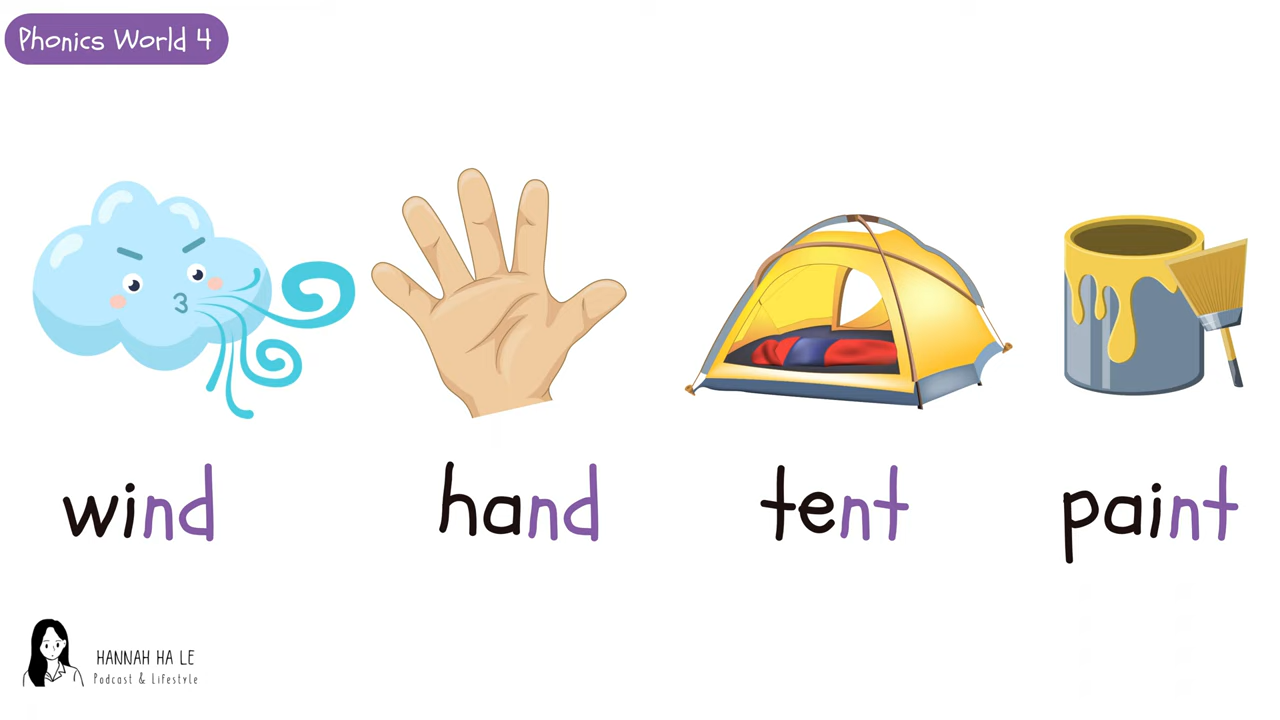 Phonics World 4
wind
hand
tent
paint
HANNAH HA LE
Podcast & Lifestyle